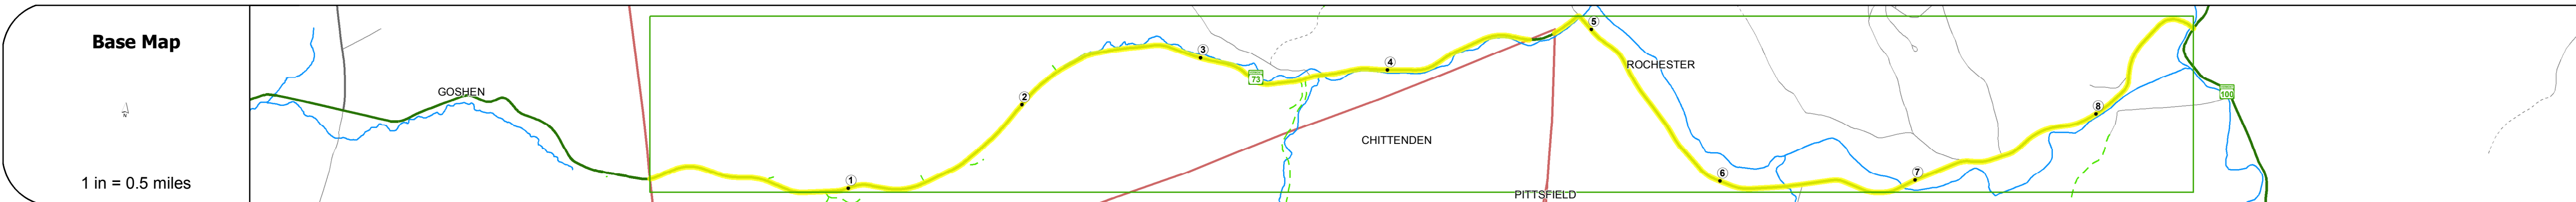 Base Map
N
1 in = 0.5 miles
GOSHEN
1
2
3
73
4
5
ROCHESTER
CHITTENDEN
PITTSFIELD
6
7
8
100